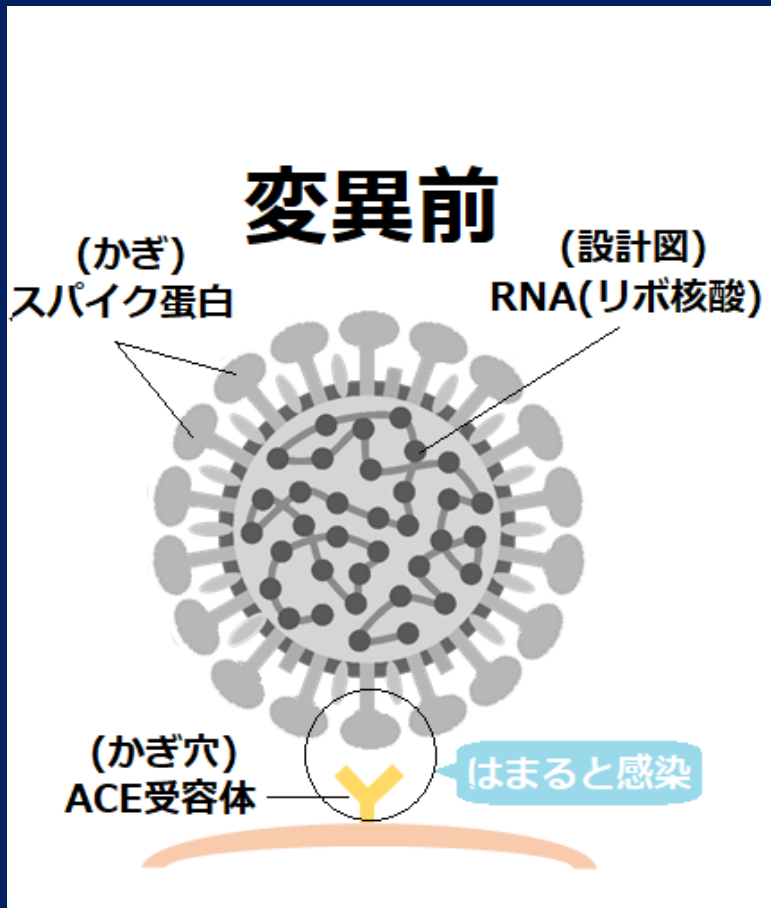 変異前
(かぎ)
スパイク蛋白
(設計図)
RNA(リボ核酸)
(かぎ穴)
ACE受容体
はまると感染